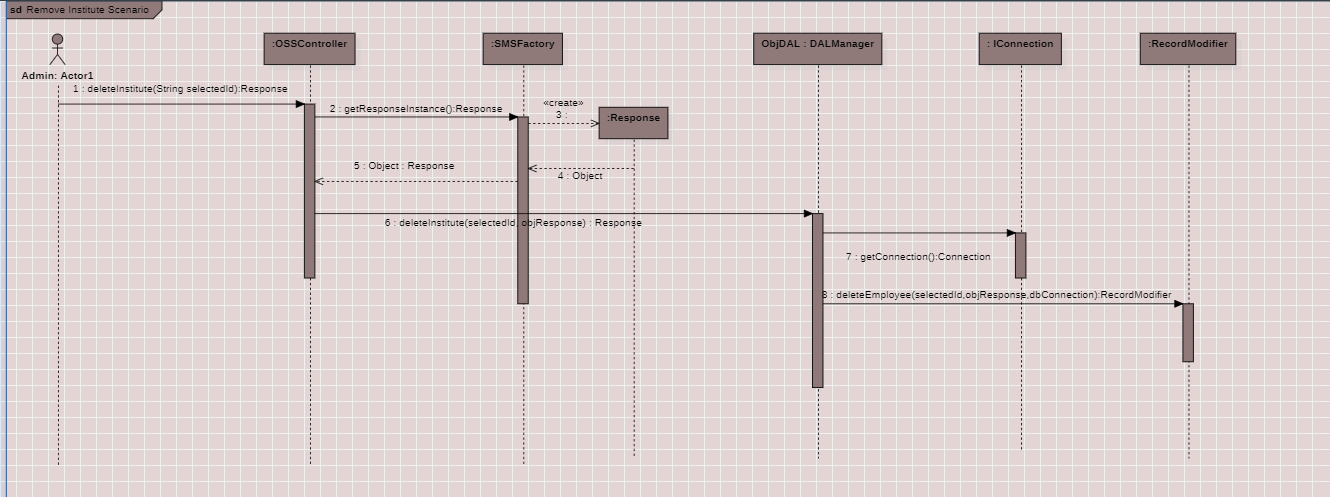 sd Remove Institute Scenario
:OSSController
:SMSFactory
ObjDAL : DALManager
: IConnection
:RecordModifier
Admin: Actor1
1 : deleteInstitute(String selectedId):Response
2 : getResponseInstance():Response
«create»
3 :
:Response
5 : Object : Response
4 : Object
6 : deleteInstitute(selectedId, objResponse) : Response
7 : getConnection():Connection
8 : deleteEmployee(selectedId,objResponse,dbConnection):RecordModifier